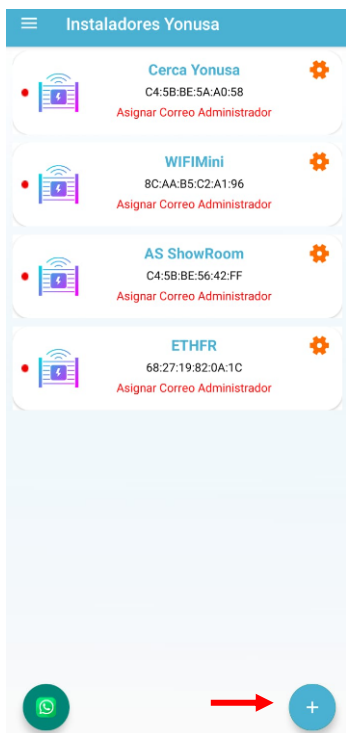 Instaladores Yonusa
Cerca Yonusa
C4:5B:BE:5A:A0:58
Asignar Correo Administrador
WIFIMini
8C:AA:B5:C2:A1:96
Asignar Correo Administrador
AS ShowRoom
C4:5B:BE:56:42:FF
Asignar Correo Administrador
ETHFR
68:27:19:82:0A:1C
Asignar Correo Administrador
+